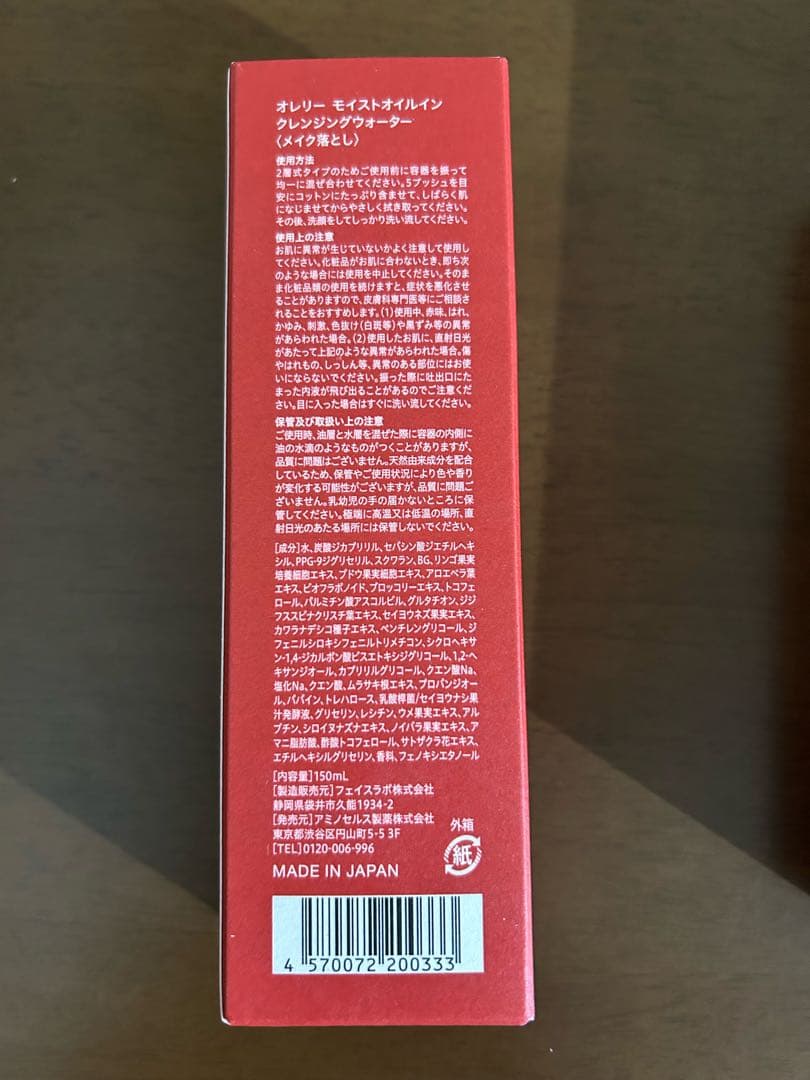 オレリー モイストオイルイン
クレンジングウォーター
〈メイク落とし〉
使用方法
2層式タイプのためご使用前に容器を振って
均一に混ぜ合わせてください。5プッシュを目
安にコットンにたっぷり含ませて、しばらく肌
になじませてからやさしく拭き取ってください。
その後、洗顔をしてしっかり洗い流してください。
使用上の注意
お肌に異常が生じていないかよく注意して使用し
てください。化粧品がお肌に合わないとき、即ち次
のような場合には使用を中止してください。そのま
ま化粧品類の使用を続けますと、症状を悪化させ
ることがありますので、皮膚科専門医等にご相談さ
れることをおすすめします。(1)使用中、赤味、はれ、
かゆみ、刺激、色抜け(白斑等)や黒ずみ等の異常
があらわれた場合。(2)使用したお肌に、直射日光
があたって上記のような異常があらわれた場合。傷
やはれもの、しっしん等、異常のある部位にはお使
いにならないでください。振った際に吐出口にた
まった内液が飛び出ることがあるのでご注意くだ
さい。目に入った場合はすぐに洗い流してください。
保管及び取扱い上の注意
ご使用時、油層と水層を混ぜた際に容器の内側に
油の水滴のようなものがつくことがありますが、
品質に問題はございません。天然由来成分を配合
しているため、保管やご使用状況により色や香り
が変化する可能性がございますが、品質に問題ご
ざいません。乳幼児の手の届かないところに保
管してください。極端に高温又は低温の場所、直
射日光のあたる場所には保管しないでください。
[成分]水、炭酸ジカプリリル、セバシン酸ジエチルヘキ
シル、PPG-9ジグリセリル、スクワラン、BG、リンゴ果実
培養細胞エキス、ブドウ果実細胞エキス、アロエベラ葉
エキス、ビオフラボノイド、ブロッコリーエキス、トコフェ
ロール、パルミチン酸アスコルビル、グルタチオン、ジジ
フススピナクリスチ葉エキス、セイヨウネズ果実エキス、
カワラナデシコ種子エキス、ペンチレングリコール、ジ
フェニルシロキシフェニルトリメチコン、シクロヘキサ
ン-1,4-ジカルボン酸ビスエトキシジグリコール、1,2-ヘ
キサンジオール、カプリリルグリコール、クエン酸Na、
塩化Na、クエン酸、ムラサキ根エキス、プロパンジオー
ル、パパイン、トレハロース、乳酸桿菌/セイヨウナシ果
汁発酵液、グリセリン、レシチン、ウメ果実エキス、アル
ブチン、シロイヌナズナエキス、ノイバラ果実エキス、ア
マニ脂肪酸、酢酸トコフェロール、サトザクラ花エキス、
エチルヘキシルグリセリン、香料、フェノキシエタノール
[内容量]150mL
[製造販売元]フェイスラボ株式会社
静岡県袋井市久能1934-2
[発売元]アミノセルス製薬株式会社
東京都渋谷区円山町5-5 3F
[TEL]0120-006-996
外箱
紙
MADE IN JAPAN
4 570072 200333